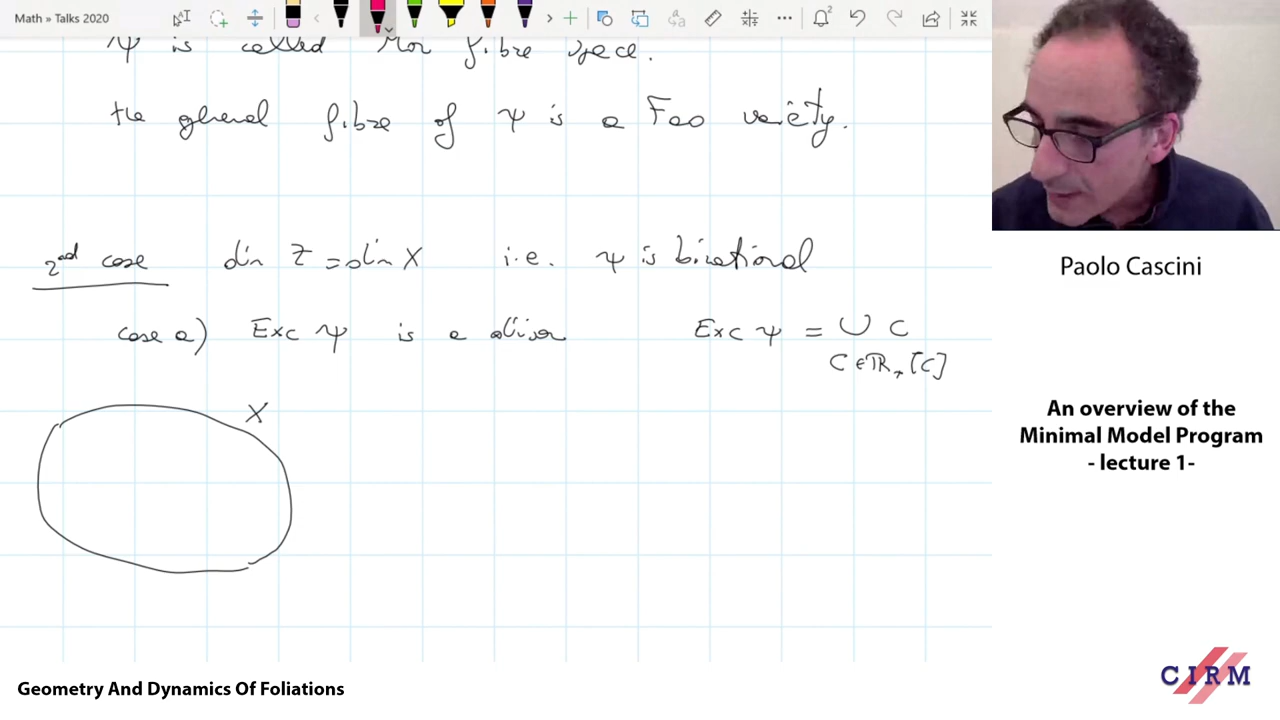 Math » Talks 2020
ψ is called Mor fibre space.
the general fibre of ψ is a Fano variety.
2nd case dim Z = dim X i.e. ψ is birational
case a) Exc ψ is a divisor Exc ψ = ∪ C
C ∈ ℝ₊[C]
X
Paolo Cascini
An overview of the
Minimal Model Program
- lecture 1-
Geometry And Dynamics Of Foliations
CIRM